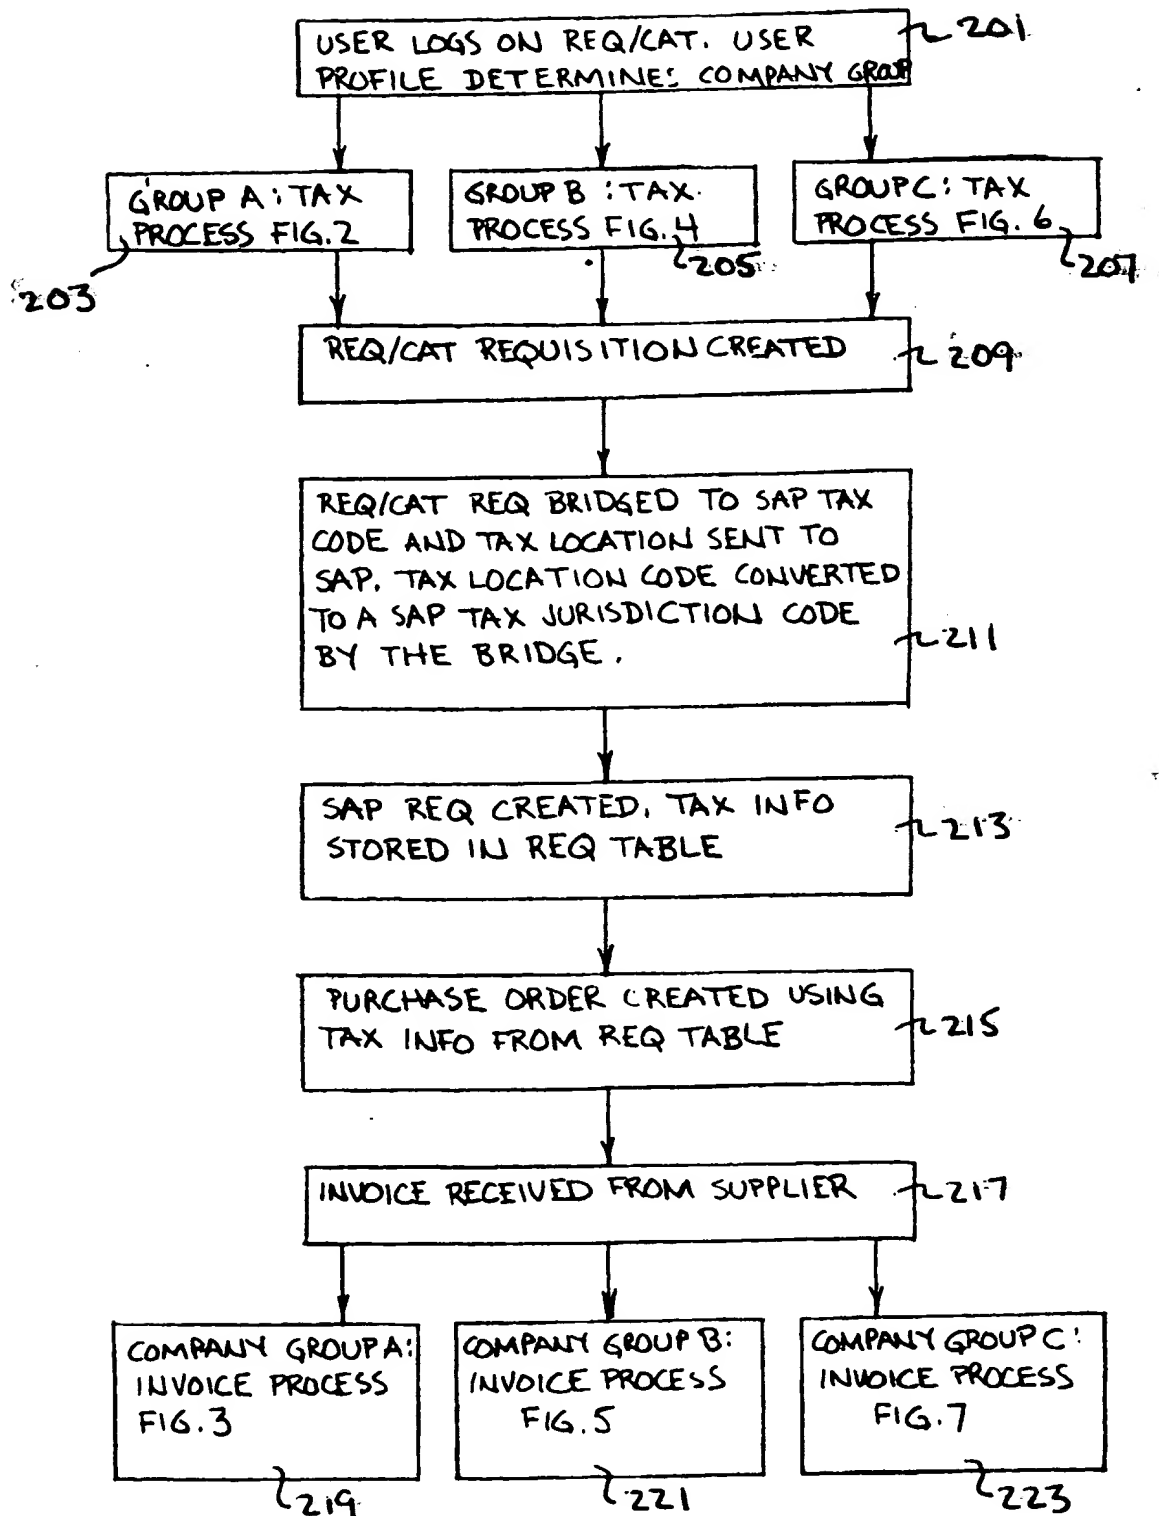 USER LOGS ON REQ/CAT. USER
PROFILE DETERMINE: COMPANY GROUP
201
GROUP A: TAX
PROCESS FIG. 2
203
GROUP B: TAX
PROCESS FIG. 4
205
GROUP C: TAX
PROCESS FIG. 6
207
REQ/CAT REQUISITION CREATED
209
REQ/CAT REQ BRIDGED TO SAP TAX
CODE AND TAX LOCATION SENT TO
SAP. TAX LOCATION CODE CONVERTED
TO A SAP TAX JURISDICTION CODE
BY THE BRIDGE.
211
SAP REQ CREATED, TAX INFO
STORED IN REQ TABLE
213
PURCHASE ORDER CREATED USING
TAX INFO FROM REQ TABLE
215
INVOICE RECEIVED FROM SUPPLIER
217
COMPANY GROUP A:
INVOICE PROCESS
FIG. 3
219
COMPANY GROUP B:
INVOICE PROCESS
FIG. 5
221
COMPANY GROUP C:
INVOICE PROCESS
FIG. 7
223